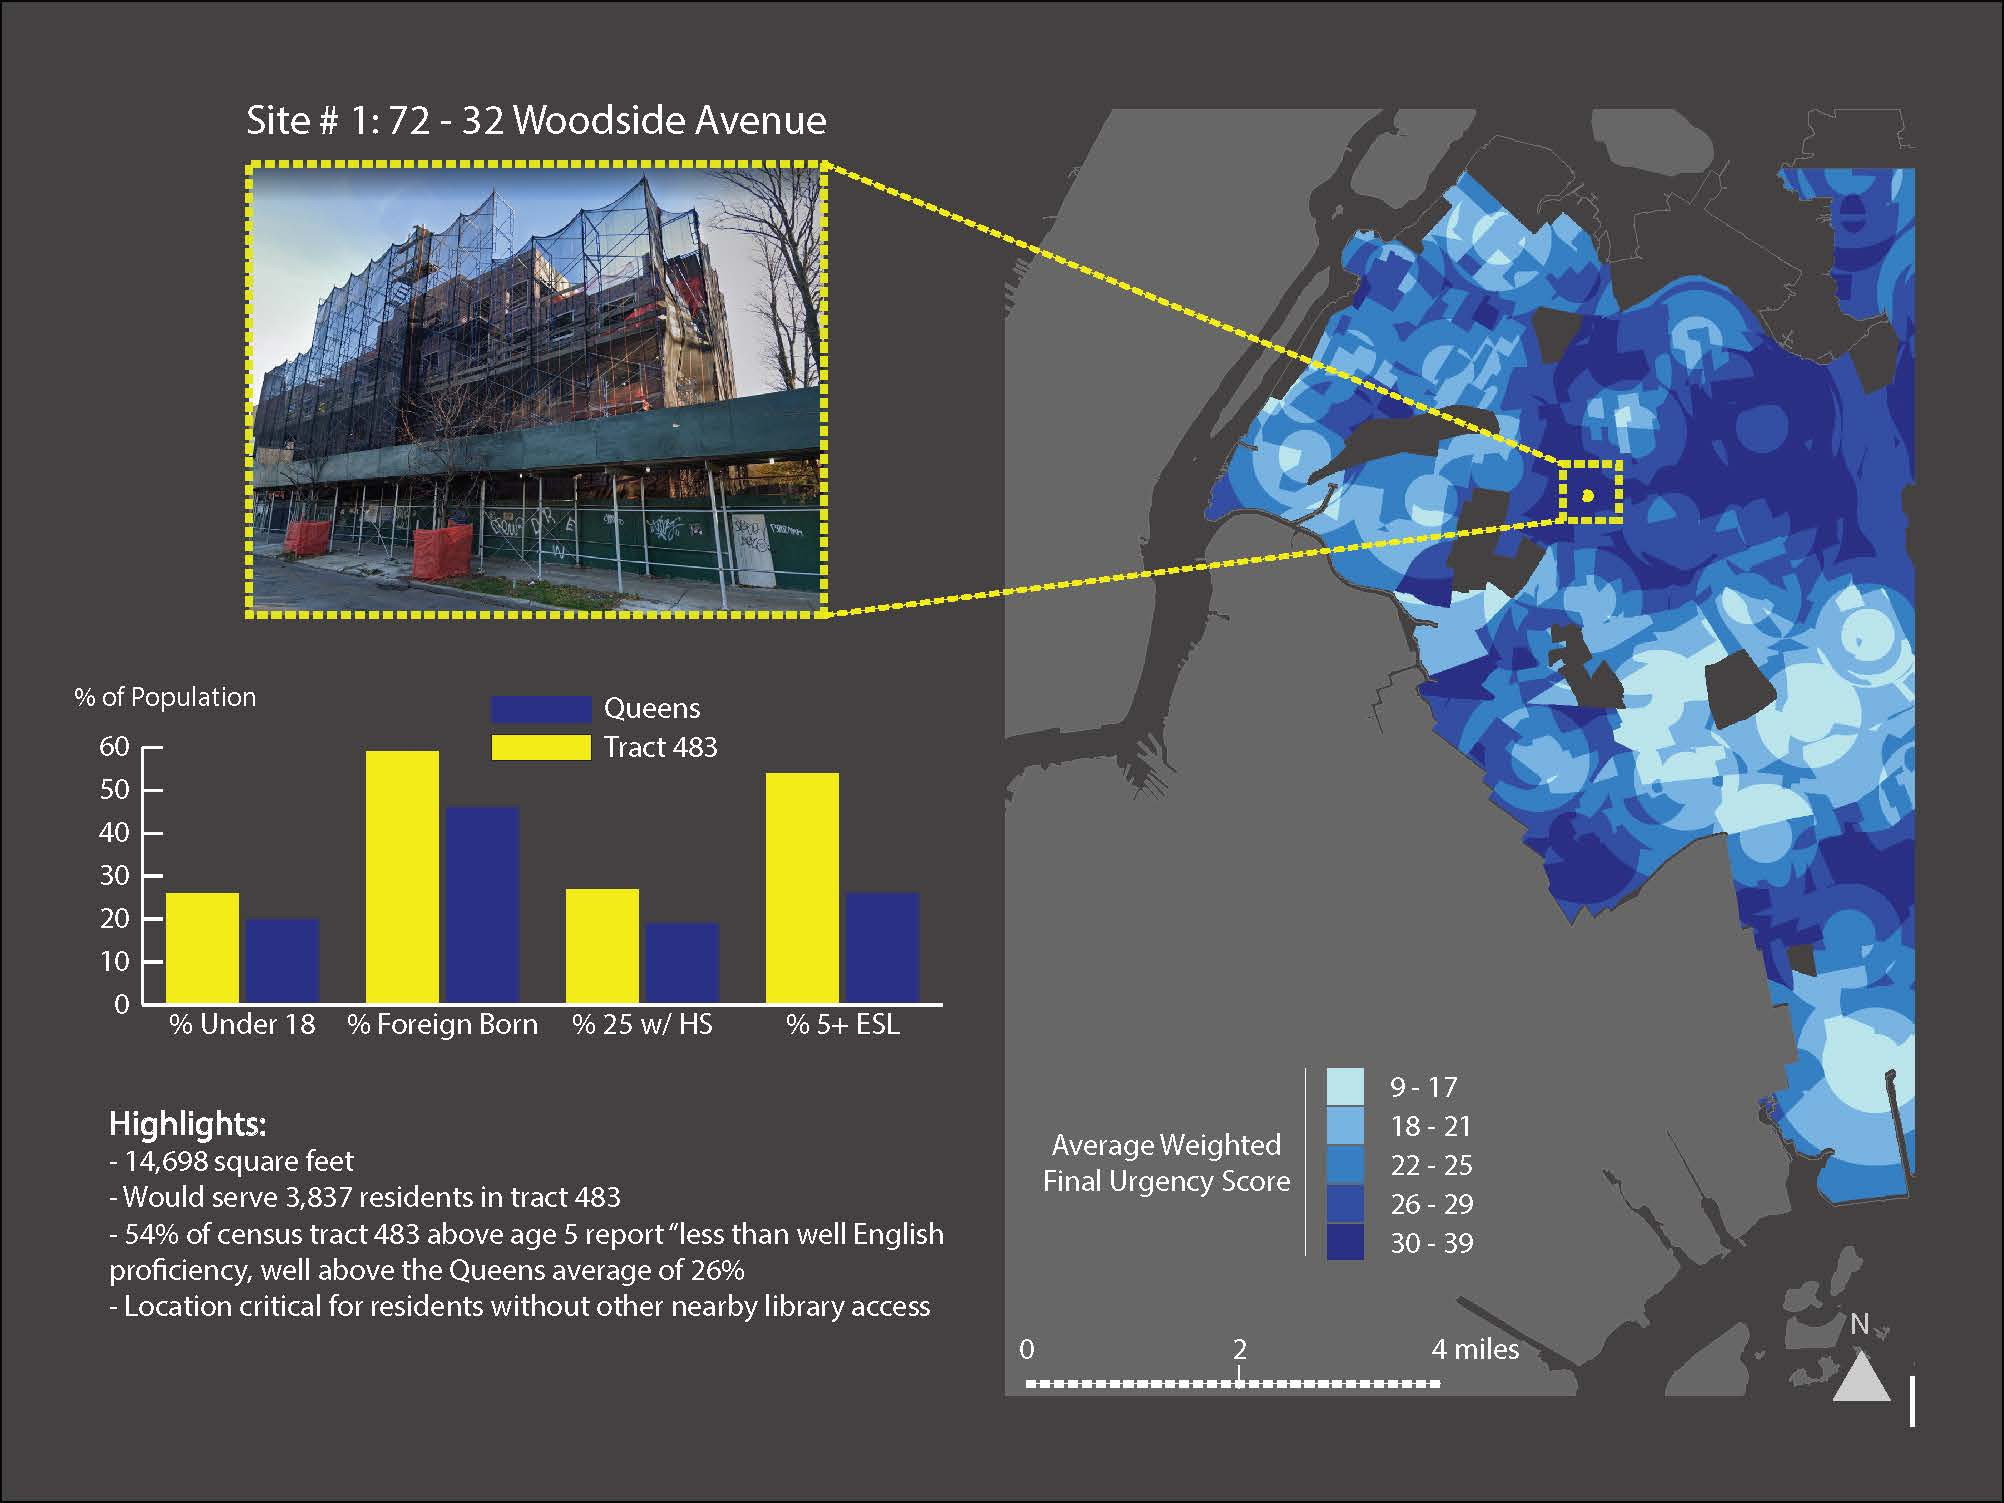 Site # 1: 72 - 32 Woodside Avenue
% of Population
Queens
Tract 483
60
50
40
30
20
10
0
% Under 18
% Foreign Born
% 25 w/ HS
% 5+ ESL
Highlights:
- 14,698 square feet
- Would serve 3,837 residents in tract 483
- 54% of census tract 483 above age 5 report “less than well English
proficiency, well above the Queens average of 26%
- Location critical for residents without other nearby library access
Average Weighted
Final Urgency Score
9 - 17
18 - 21
22 - 25
26 - 29
30 - 39
0 2 4 miles
N